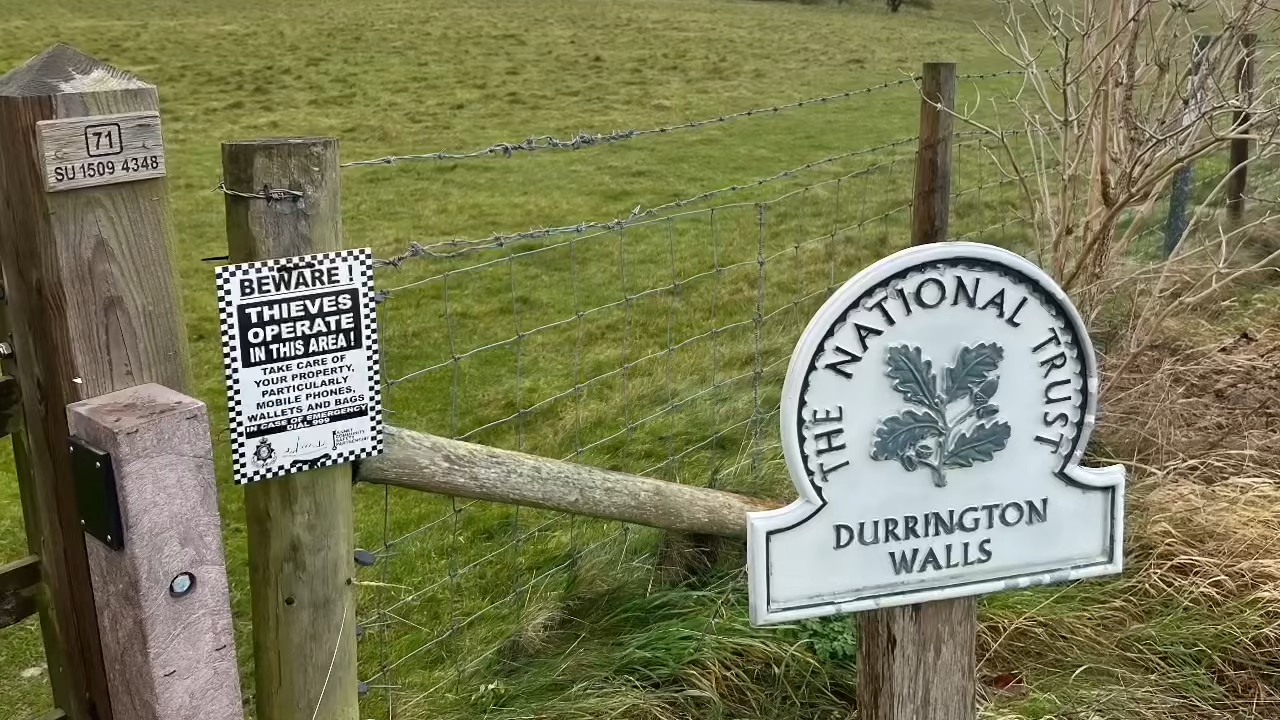 71
SU 1509 4348
BEWARE !
THIEVES
OPERATE
IN THIS AREA !
TAKE CARE OF
YOUR PROPERTY,
PARTICULARLY
MOBILE PHONES,
WALLETS AND BAGS
IN CASE OF EMERGENCY
DIAL 999
THE NATIONAL TRUST
DURRINGTON
WALLS